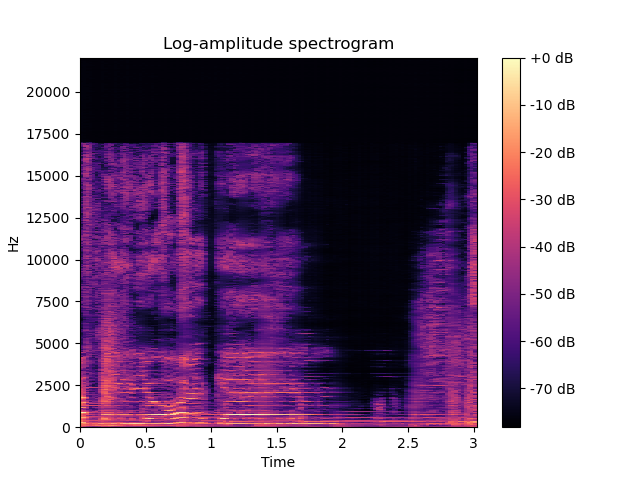 Log-amplitude spectrogram
20000
17500
15000
12500
10000
7500
5000
2500
0
Hz
0 0.5 1 1.5 2 2.5 3
Time
+0 dB
-10 dB
-20 dB
-30 dB
-40 dB
-50 dB
-60 dB
-70 dB